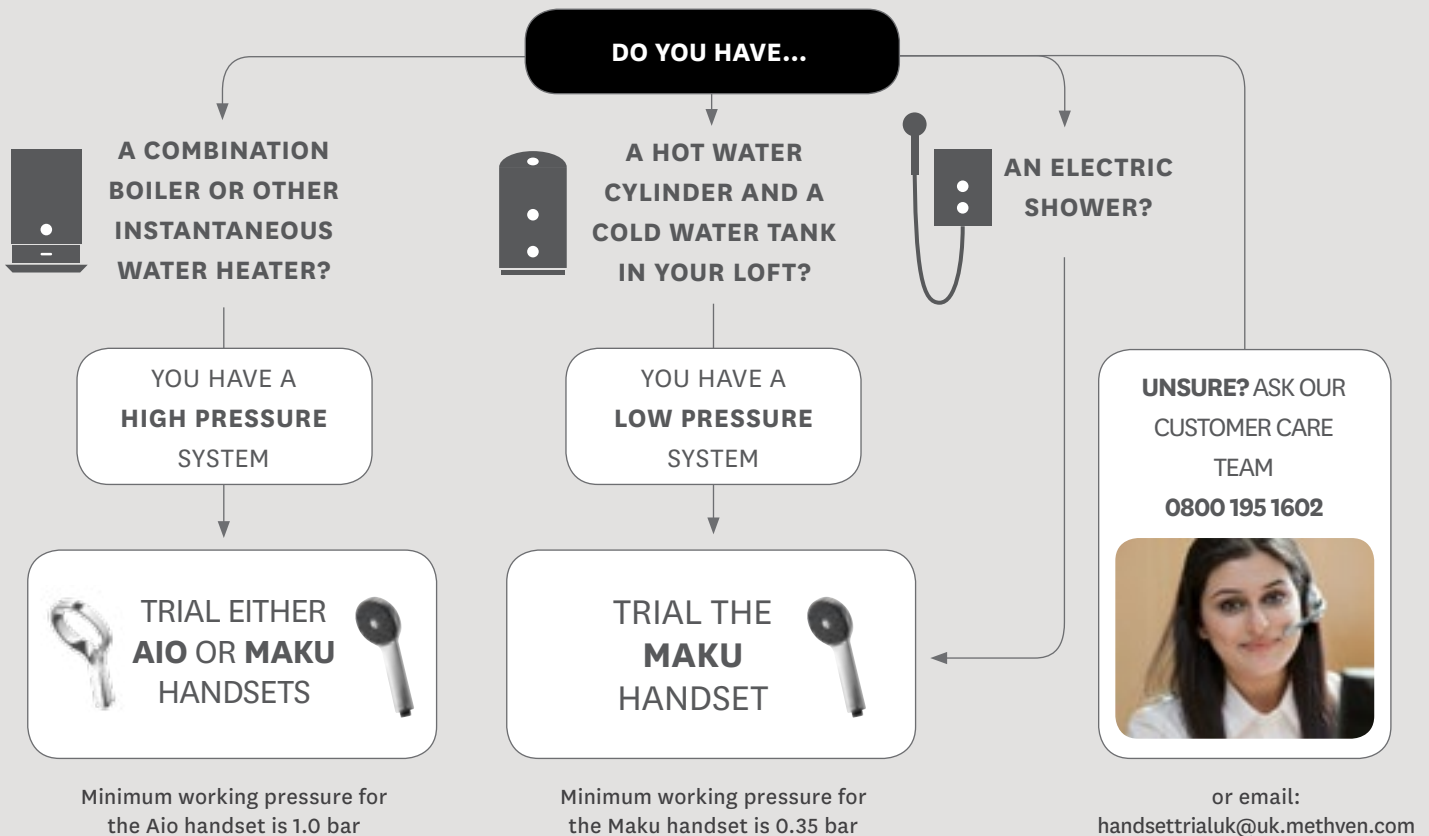 DO YOU HAVE...
A COMBINATION
BOILER OR OTHER
INSTANTANEOUS
WATER HEATER?
YOU HAVE A
HIGH PRESSURE
SYSTEM
TRIAL EITHER
AIO OR MAKU
HANDSETS
Minimum working pressure for
the Aio handset is 1.0 bar
A HOT WATER
CYLINDER AND A
COLD WATER TANK
IN YOUR LOFT?
YOU HAVE A
LOW PRESSURE
SYSTEM
TRIAL THE
MAKU
HANDSET
Minimum working pressure for
the Maku handset is 0.35 bar
AN ELECTRIC
SHOWER?
UNSURE? ASK OUR
CUSTOMER CARE
TEAM
0800 195 1602
or email:
handsettrialuk@uk.methven.com